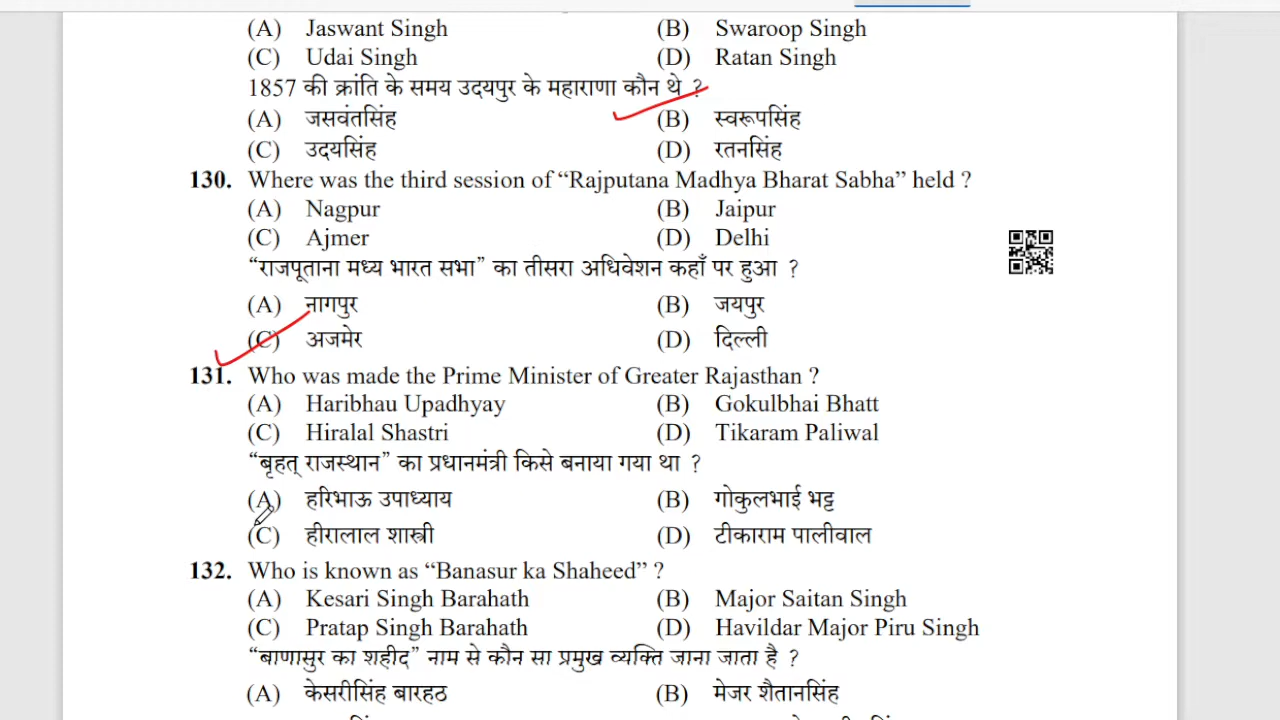 (A) Jaswant Singh (B) Swaroop Singh
(C) Udai Singh (D) Ratan Singh
1857 की क्रांति के समय उदयपुर के महाराणा कौन थे ?
(A) जसवंतसिंह (B) स्वरूपसिंह
(C) उदयसिंह (D) रतनसिंह
130. Where was the third session of “Rajputana Madhya Bharat Sabha” held ?
(A) Nagpur (B) Jaipur
(C) Ajmer (D) Delhi
“राजपूताना मध्य भारत सभा” का तीसरा अधिवेशन कहाँ पर हुआ ?
(A) नागपुर (B) जयपुर
(C) अजमेर (D) दिल्ली
131. Who was made the Prime Minister of Greater Rajasthan ?
(A) Haribhau Upadhyay (B) Gokulbhai Bhatt
(C) Hiralal Shastri (D) Tikaram Paliwal
“बृहत् राजस्थान” का प्रधानमंत्री किसे बनाया गया था ?
(A) हरिभाऊ उपाध्याय (B) गोकुलभाई भट्ट
(C) हीरालाल शास्त्री (D) टीकाराम पालीवाल
132. Who is known as “Banasur ka Shaheed” ?
(A) Kesari Singh Barahath (B) Major Saitan Singh
(C) Pratap Singh Barahath (D) Havildar Major Piru Singh
“बाणासुर का शहीद” नाम से कौन सा प्रमुख व्यक्ति जाना जाता है ?
(A) केसरीसिंह बारहठ (B) मेजर शैतानसिंह